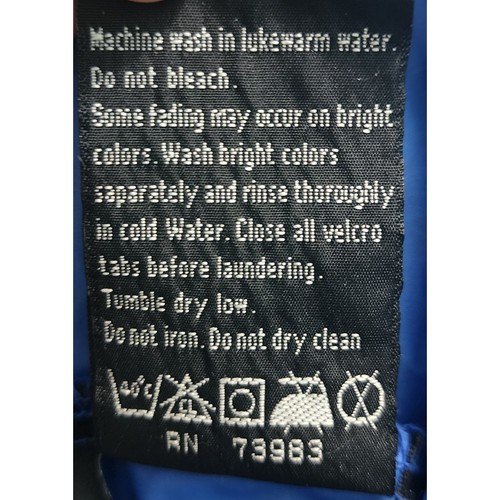 Machine wash in lukewarm water.
Do not bleach.
Some fading may occur on bright
colors. Wash bright colors
saparately and rinse thoroughly
in cold Water. Close all velcro
tabs before laundering.
Tumble dry low.
Do not iron. Do not dry clean
40°C CL
RN 73983